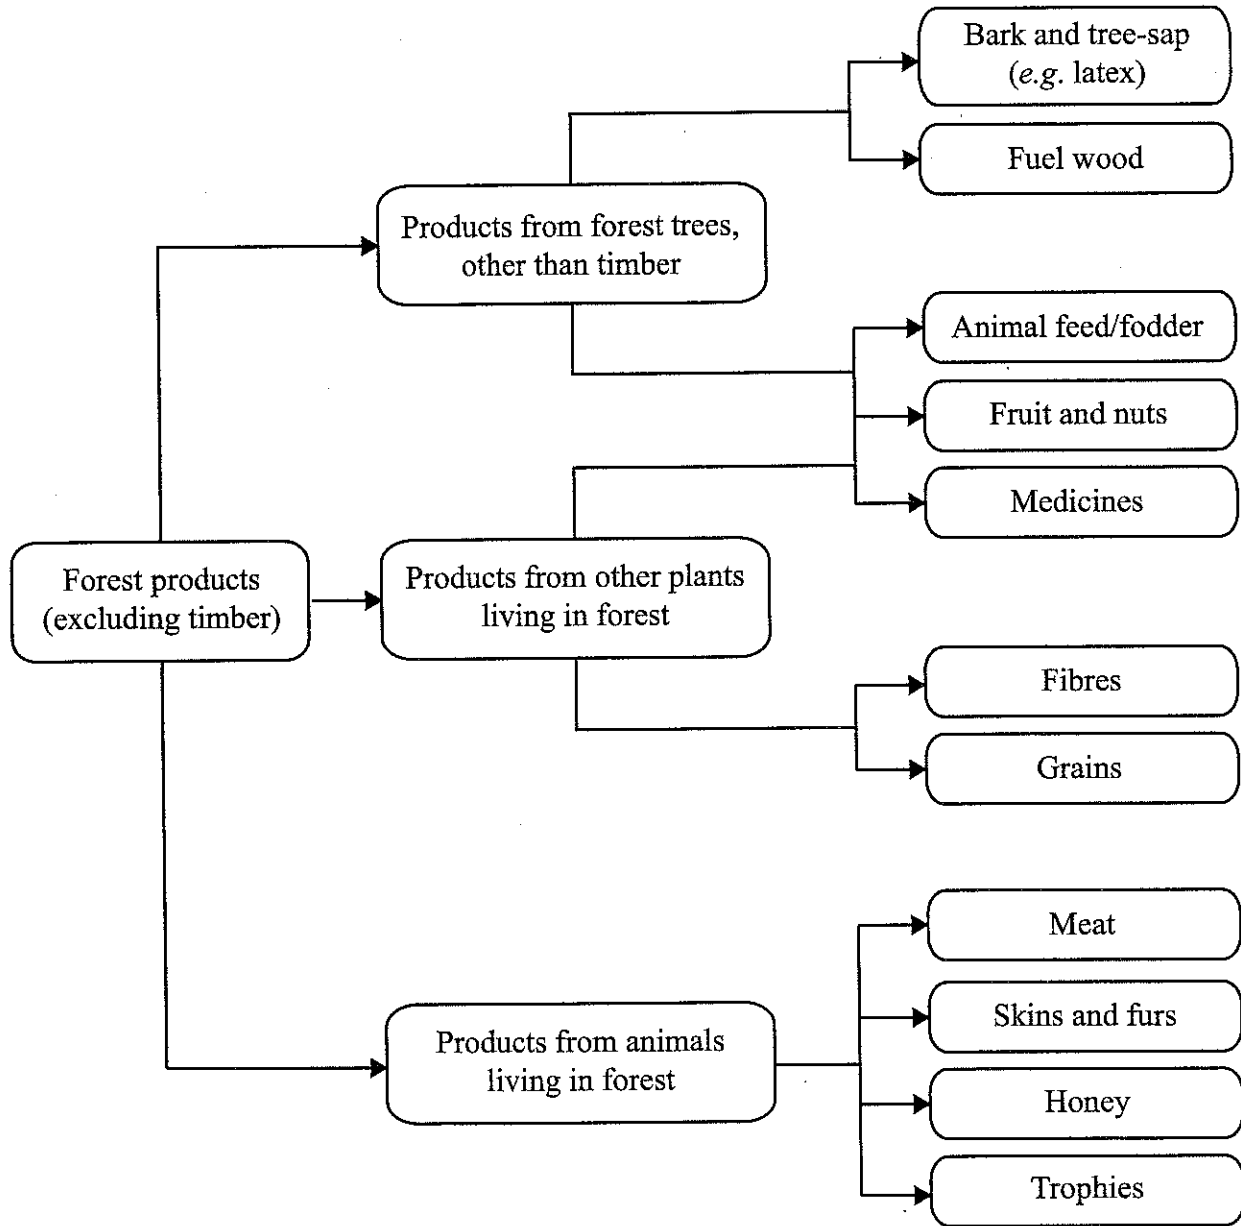 Bark and tree-sap
(e.g. latex)
Fuel wood
Products from forest trees,
other than timber
Animal feed/fodder
Fruit and nuts
Medicines
Forest products
(excluding timber)
Products from other plants
living in forest
Fibres
Grains
Meat
Skins and furs
Products from animals
living in forest
Honey
Trophies